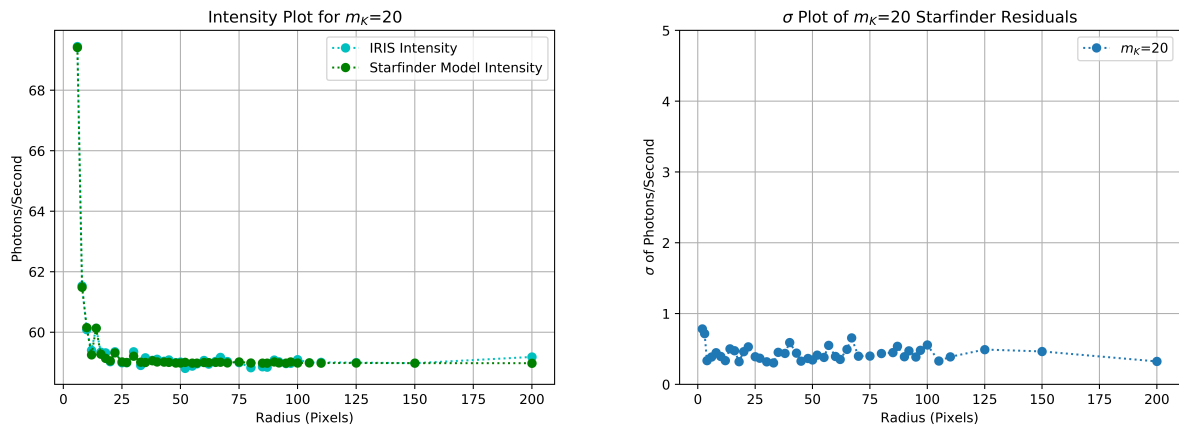 Intensity Plot for m_K=20
IRIS Intensity
Starfinder Model Intensity
Photons/Second
68
66
64
62
60
0 25 50 75 100 125 150 175 200
Radius (Pixels)
σ Plot of m_K=20 Starfinder Residuals
m_K=20
σ of Photons/Second
5
4
3
2
1
0
0 25 50 75 100 125 150 175 200
Radius (Pixels)